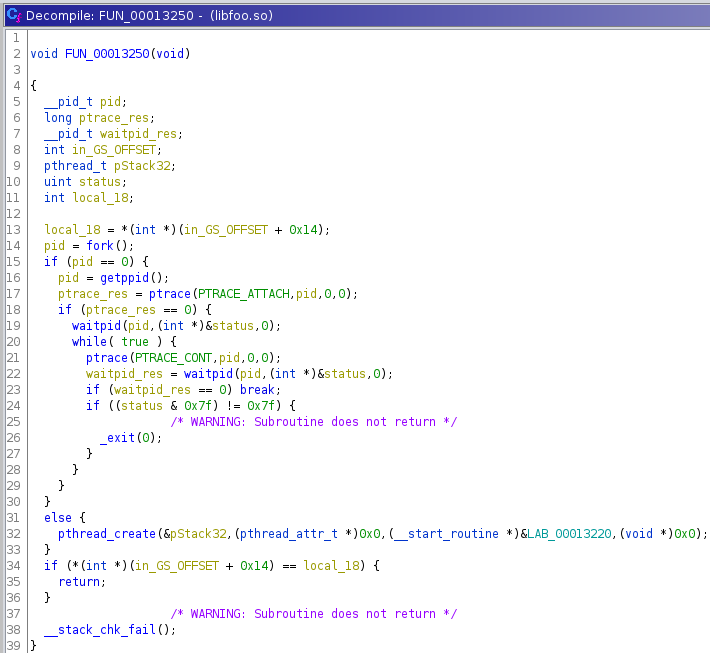 Decompile: FUN_00013250 - (libfoo.so)
1
2 void FUN_00013250(void)
3
4 {
5 __pid_t pid;
6 long ptrace_res;
7 __pid_t waitpid_res;
8 int in_GS_OFFSET;
9 pthread_t pStack32;
10 uint status;
11 int local_18;
12
13 local_18 = *(int *)(in_GS_OFFSET + 0x14);
14 pid = fork();
15 if (pid == 0) {
16 pid = getppid();
17 ptrace_res = ptrace(PTRACE_ATTACH,pid,0,0);
18 if (ptrace_res == 0) {
19 waitpid(pid,(int *)&status,0);
20 while( true ) {
21 ptrace(PTRACE_CONT,pid,0,0);
22 waitpid_res = waitpid(pid,(int *)&status,0);
23 if (waitpid_res == 0) break;
24 if ((status & 0x7f) != 0x7f) {
25 /* WARNING: Subroutine does not return */
26 _exit(0);
27 }
28 }
29 }
30 }
31 else {
32 pthread_create(&pStack32,(pthread_attr_t *)0x0,(__start_routine *)&LAB_00013220,(void *)0x0);
33 }
34 if (*(int *)(in_GS_OFFSET + 0x14) == local_18) {
35 return;
36 }
37 /* WARNING: Subroutine does not return */
38 __stack_chk_fail();
39 }